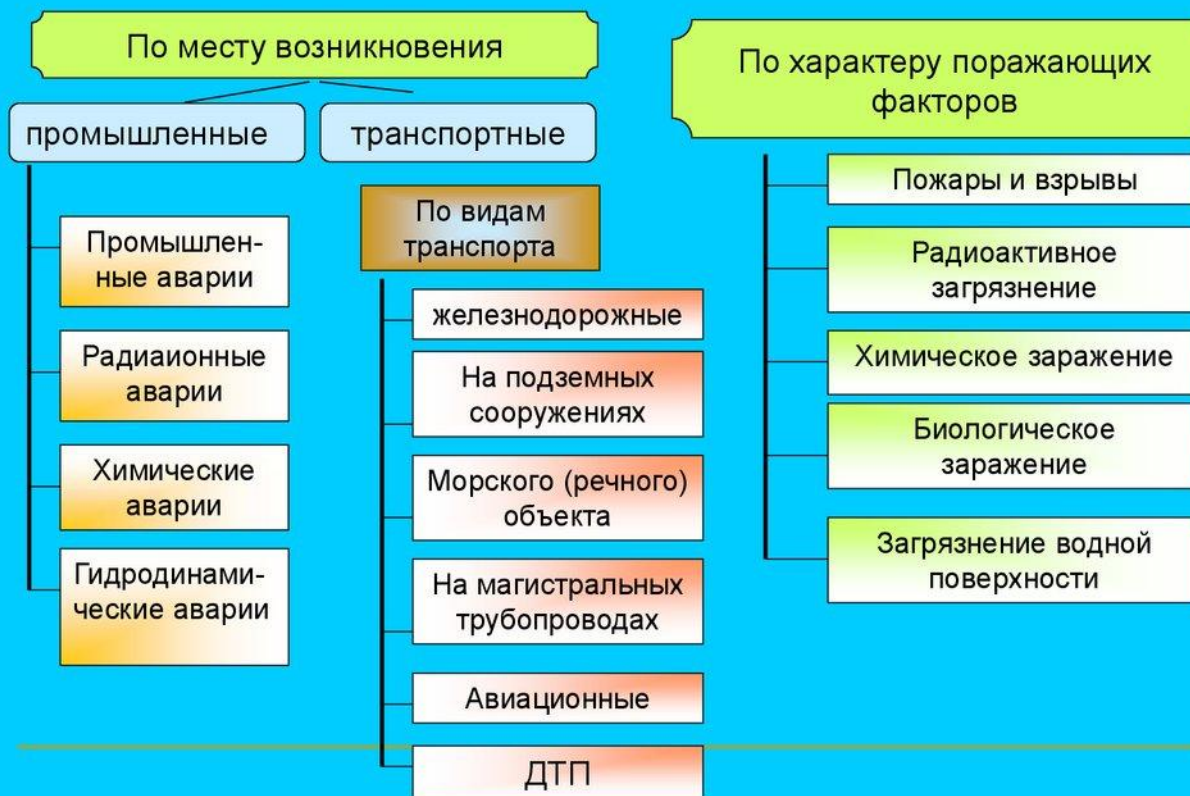 По месту возникновения
промышленные
транспортные
Промышлен-
ные аварии
Радиаионные
аварии
Химические
аварии
Гидродинами-
ческие аварии
По видам
транспорта
железнодорожные
На подземных
сооружениях
Морского (речного)
объекта
На магистральных
трубопроводах
Авиационные
ДТП
По характеру поражающих
факторов
Пожары и взрывы
Радиоактивное
загрязнение
Химическое заражение
Биологическое
заражение
Загрязнение водной
поверхности